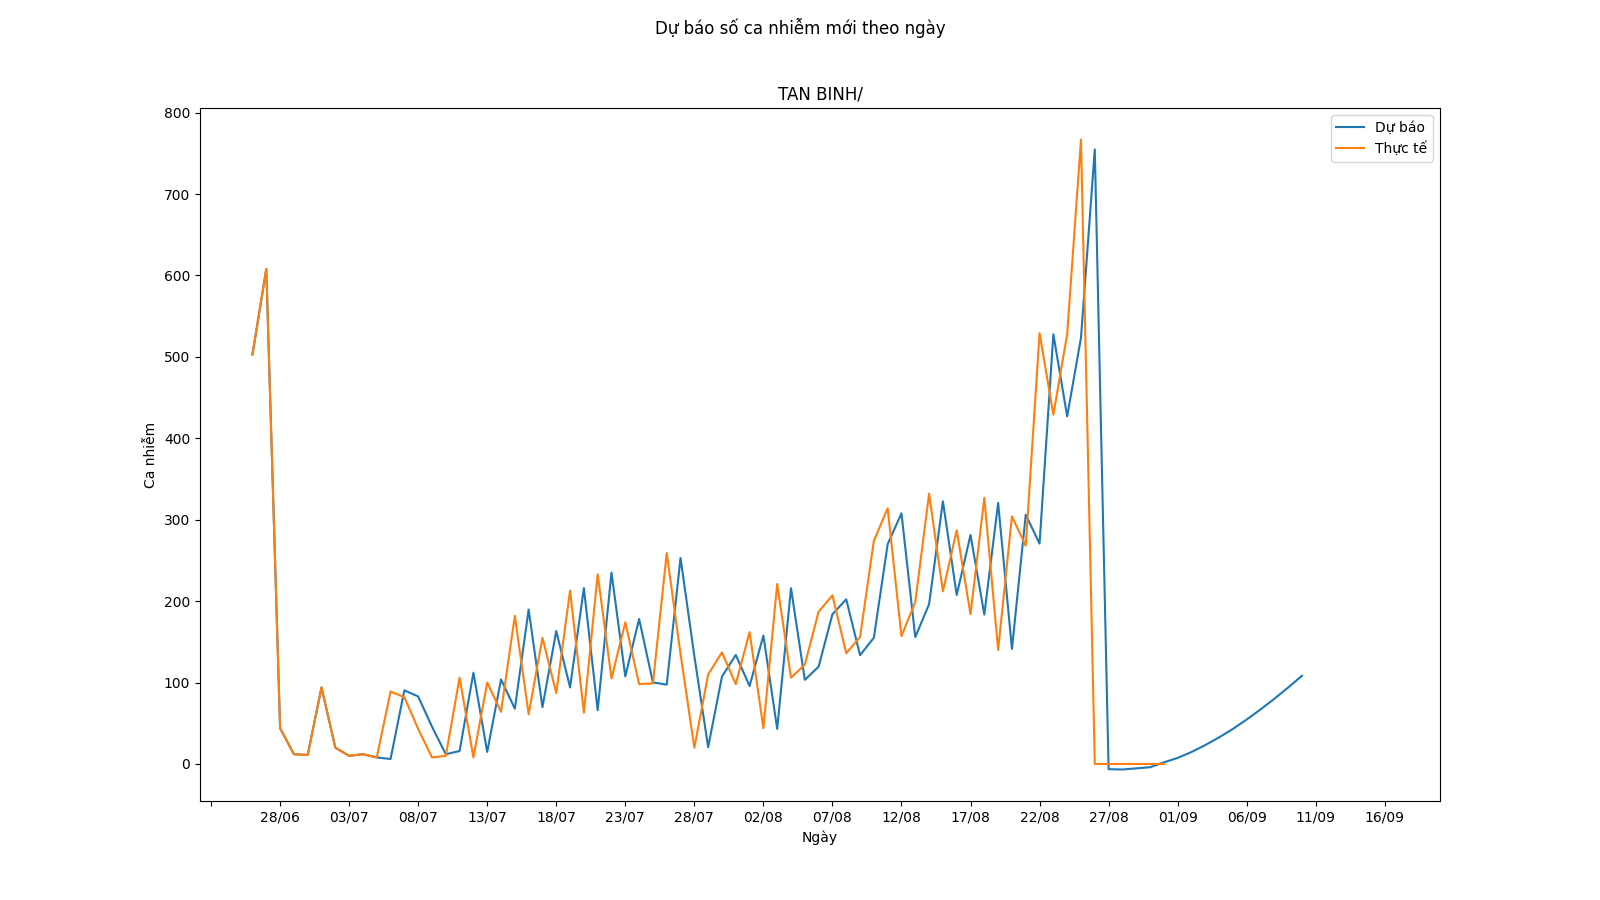 Dự báo số ca nhiễm mới theo ngày
TAN BINH/
Dự báo
Thực tế
800
700
600
500
400
300
200
100
0
Ca nhiễm
28/06 03/07 08/07 13/07 18/07 23/07 28/07 02/08 07/08 12/08 17/08 22/08 27/08 01/09 06/09 11/09 16/09
Ngày